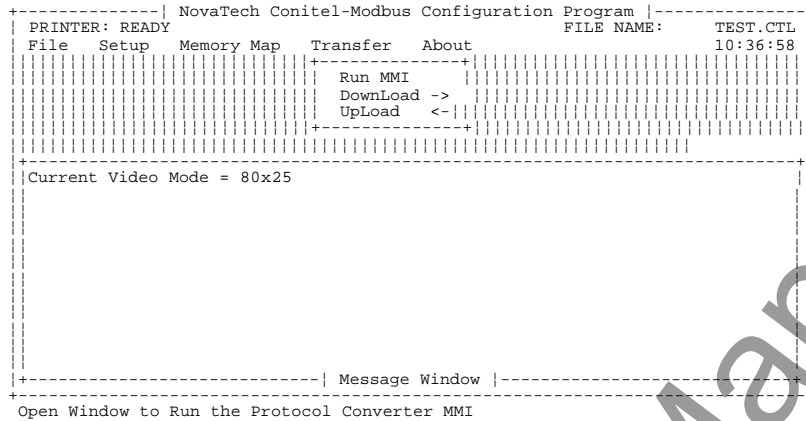 NovaTech Conitel-Modbus Configuration Program
PRINTER: READY FILE NAME: TEST.CTL
File Setup Memory Map Transfer About 10:36:58
Run MMI
DownLoad ->
UpLoad <-
Current Video Mode = 80x25
Message Window
Open Window to Run the Protocol Converter MMI